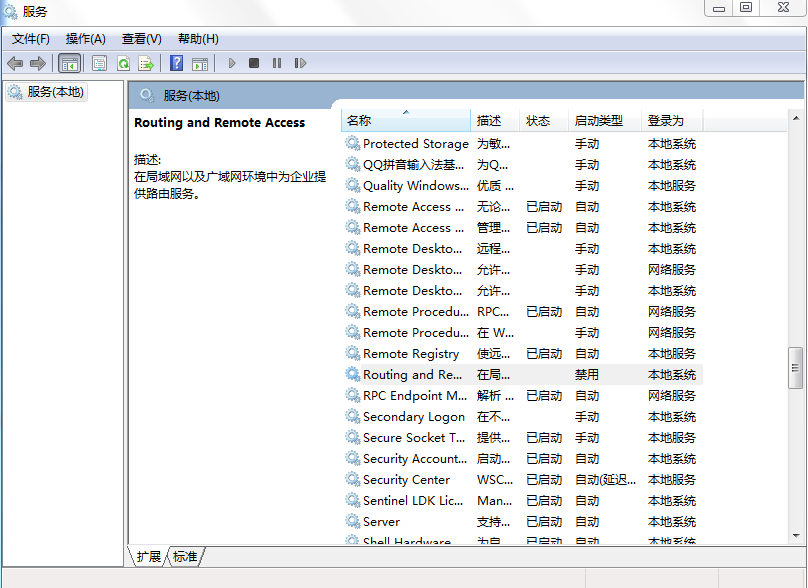 服务
文件(F) 操作(A) 查看(V) 帮助(H)
服务(本地)
服务(本地)
Routing and Remote Access
描述:
在局域网以及广域网环境中为企业提
供路由服务。
名称 描述 状态 启动类型 登录为
Protected Storage 为敏... 手动 本地系统
QQ拼音输入法基... 为Q... 手动 本地系统
Quality Windows... 优质 ... 手动 本地服务
Remote Access ... 无论... 已启动 自动 本地系统
Remote Access ... 管理... 已启动 自动 本地系统
Remote Deskto... 远程... 手动 本地系统
Remote Deskto... 允许... 手动 网络服务
Remote Deskto... 允许... 手动 本地系统
Remote Procedu... RPC... 已启动 自动 网络服务
Remote Procedu... 在 W... 手动 网络服务
Remote Registry 使远... 已启动 自动 本地服务
Routing and Re... 在局... 禁用 本地系统
RPC Endpoint M... 解析 ... 已启动 自动 网络服务
Secondary Logon 在不... 手动 本地系统
Secure Socket T... 提供... 已启动 手动 本地服务
Security Account... 启动... 已启动 自动 本地系统
Security Center WSC... 已启动 自动(延迟... 本地服务
Sentinel LDK Lic... Man... 已启动 自动 本地系统
Server 支持... 已启动 自动 本地系统
Shell Hardware 为自 已启动 自动 本地系统
扩展 标准